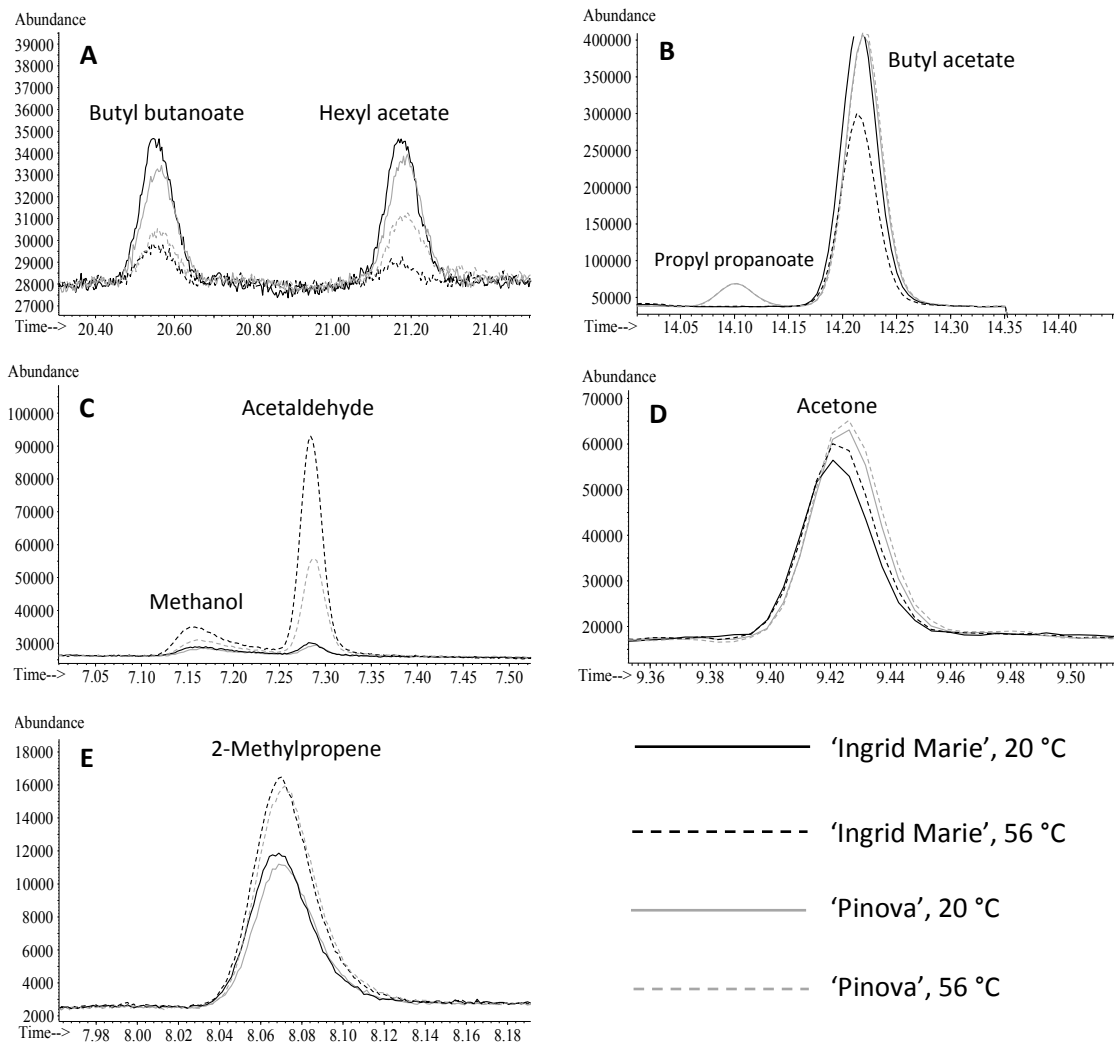 Abundance
A
39000
38000
37000
36000
35000
34000
33000
32000
31000
30000
29000
28000
27000
Butyl butanoate
Hexyl acetate
Time-->
20.40 20.60 20.80 21.00 21.20 21.40
Abundance
B
400000
350000
300000
250000
200000
150000
100000
50000
Butyl acetate
Propyl propanoate
Time-->
14.05 14.10 14.15 14.20 14.25 14.30 14.35 14.40
Abundance
C
100000
90000
80000
70000
60000
50000
40000
30000
Acetaldehyde
Methanol
Time-->
7.05 7.10 7.15 7.20 7.25 7.30 7.35 7.40 7.45 7.50
Abundance
D
70000
60000
50000
40000
30000
20000
Acetone
Time-->
9.36 9.38 9.40 9.42 9.44 9.46 9.48 9.50
Abundance
E
18000
16000
14000
12000
10000
8000
6000
4000
2000
2-Methylpropene
Time-->
7.98 8.00 8.02 8.04 8.06 8.08 8.10 8.12 8.14 8.16 8.18
‘Ingrid Marie’, 20 °C
‘Ingrid Marie’, 56 °C
‘Pinova’, 20 °C
‘Pinova’, 56 °C